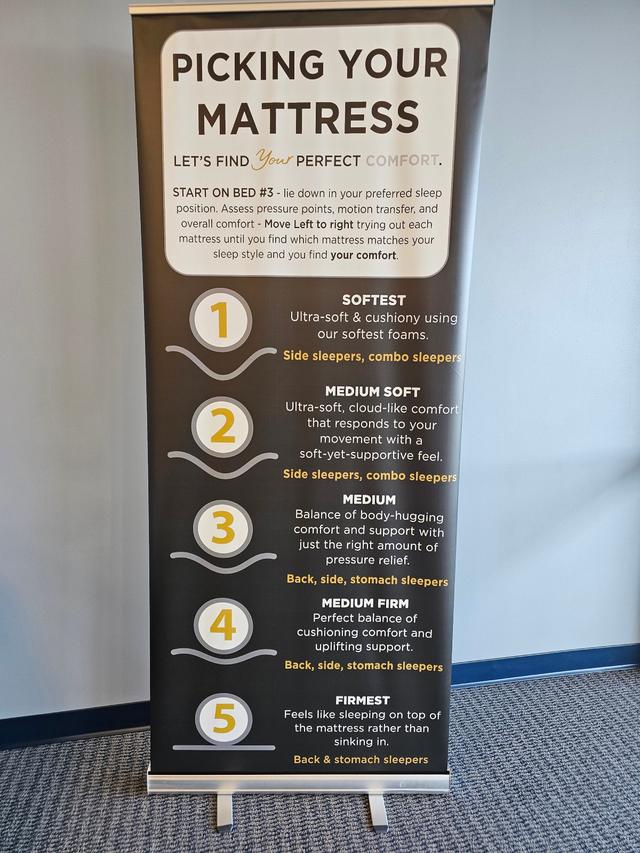 PICKING YOUR
MATTRESS
LET'S FIND Your PERFECT COMFORT.
START ON BED #3 - lie down in your preferred sleep
position. Assess pressure points, motion transfer, and
overall comfort - Move Left to right trying out each
mattress until you find which mattress matches your
sleep style and you find your comfort.
1
SOFTEST
Ultra-soft & cushiony using
our softest foams.
Side sleepers, combo sleepers
2
MEDIUM SOFT
Ultra-soft, cloud-like comfort
that responds to your
movement with a
soft-yet-supportive feel.
Side sleepers, combo sleepers
3
MEDIUM
Balance of body-hugging
comfort and support with
just the right amount of
pressure relief.
Back, side, stomach sleepers
4
MEDIUM FIRM
Perfect balance of
cushioning comfort and
uplifting support.
Back, side, stomach sleepers
5
FIRMEST
Feels like sleeping on top of
the mattress rather than
sinking in.
Back & stomach sleepers